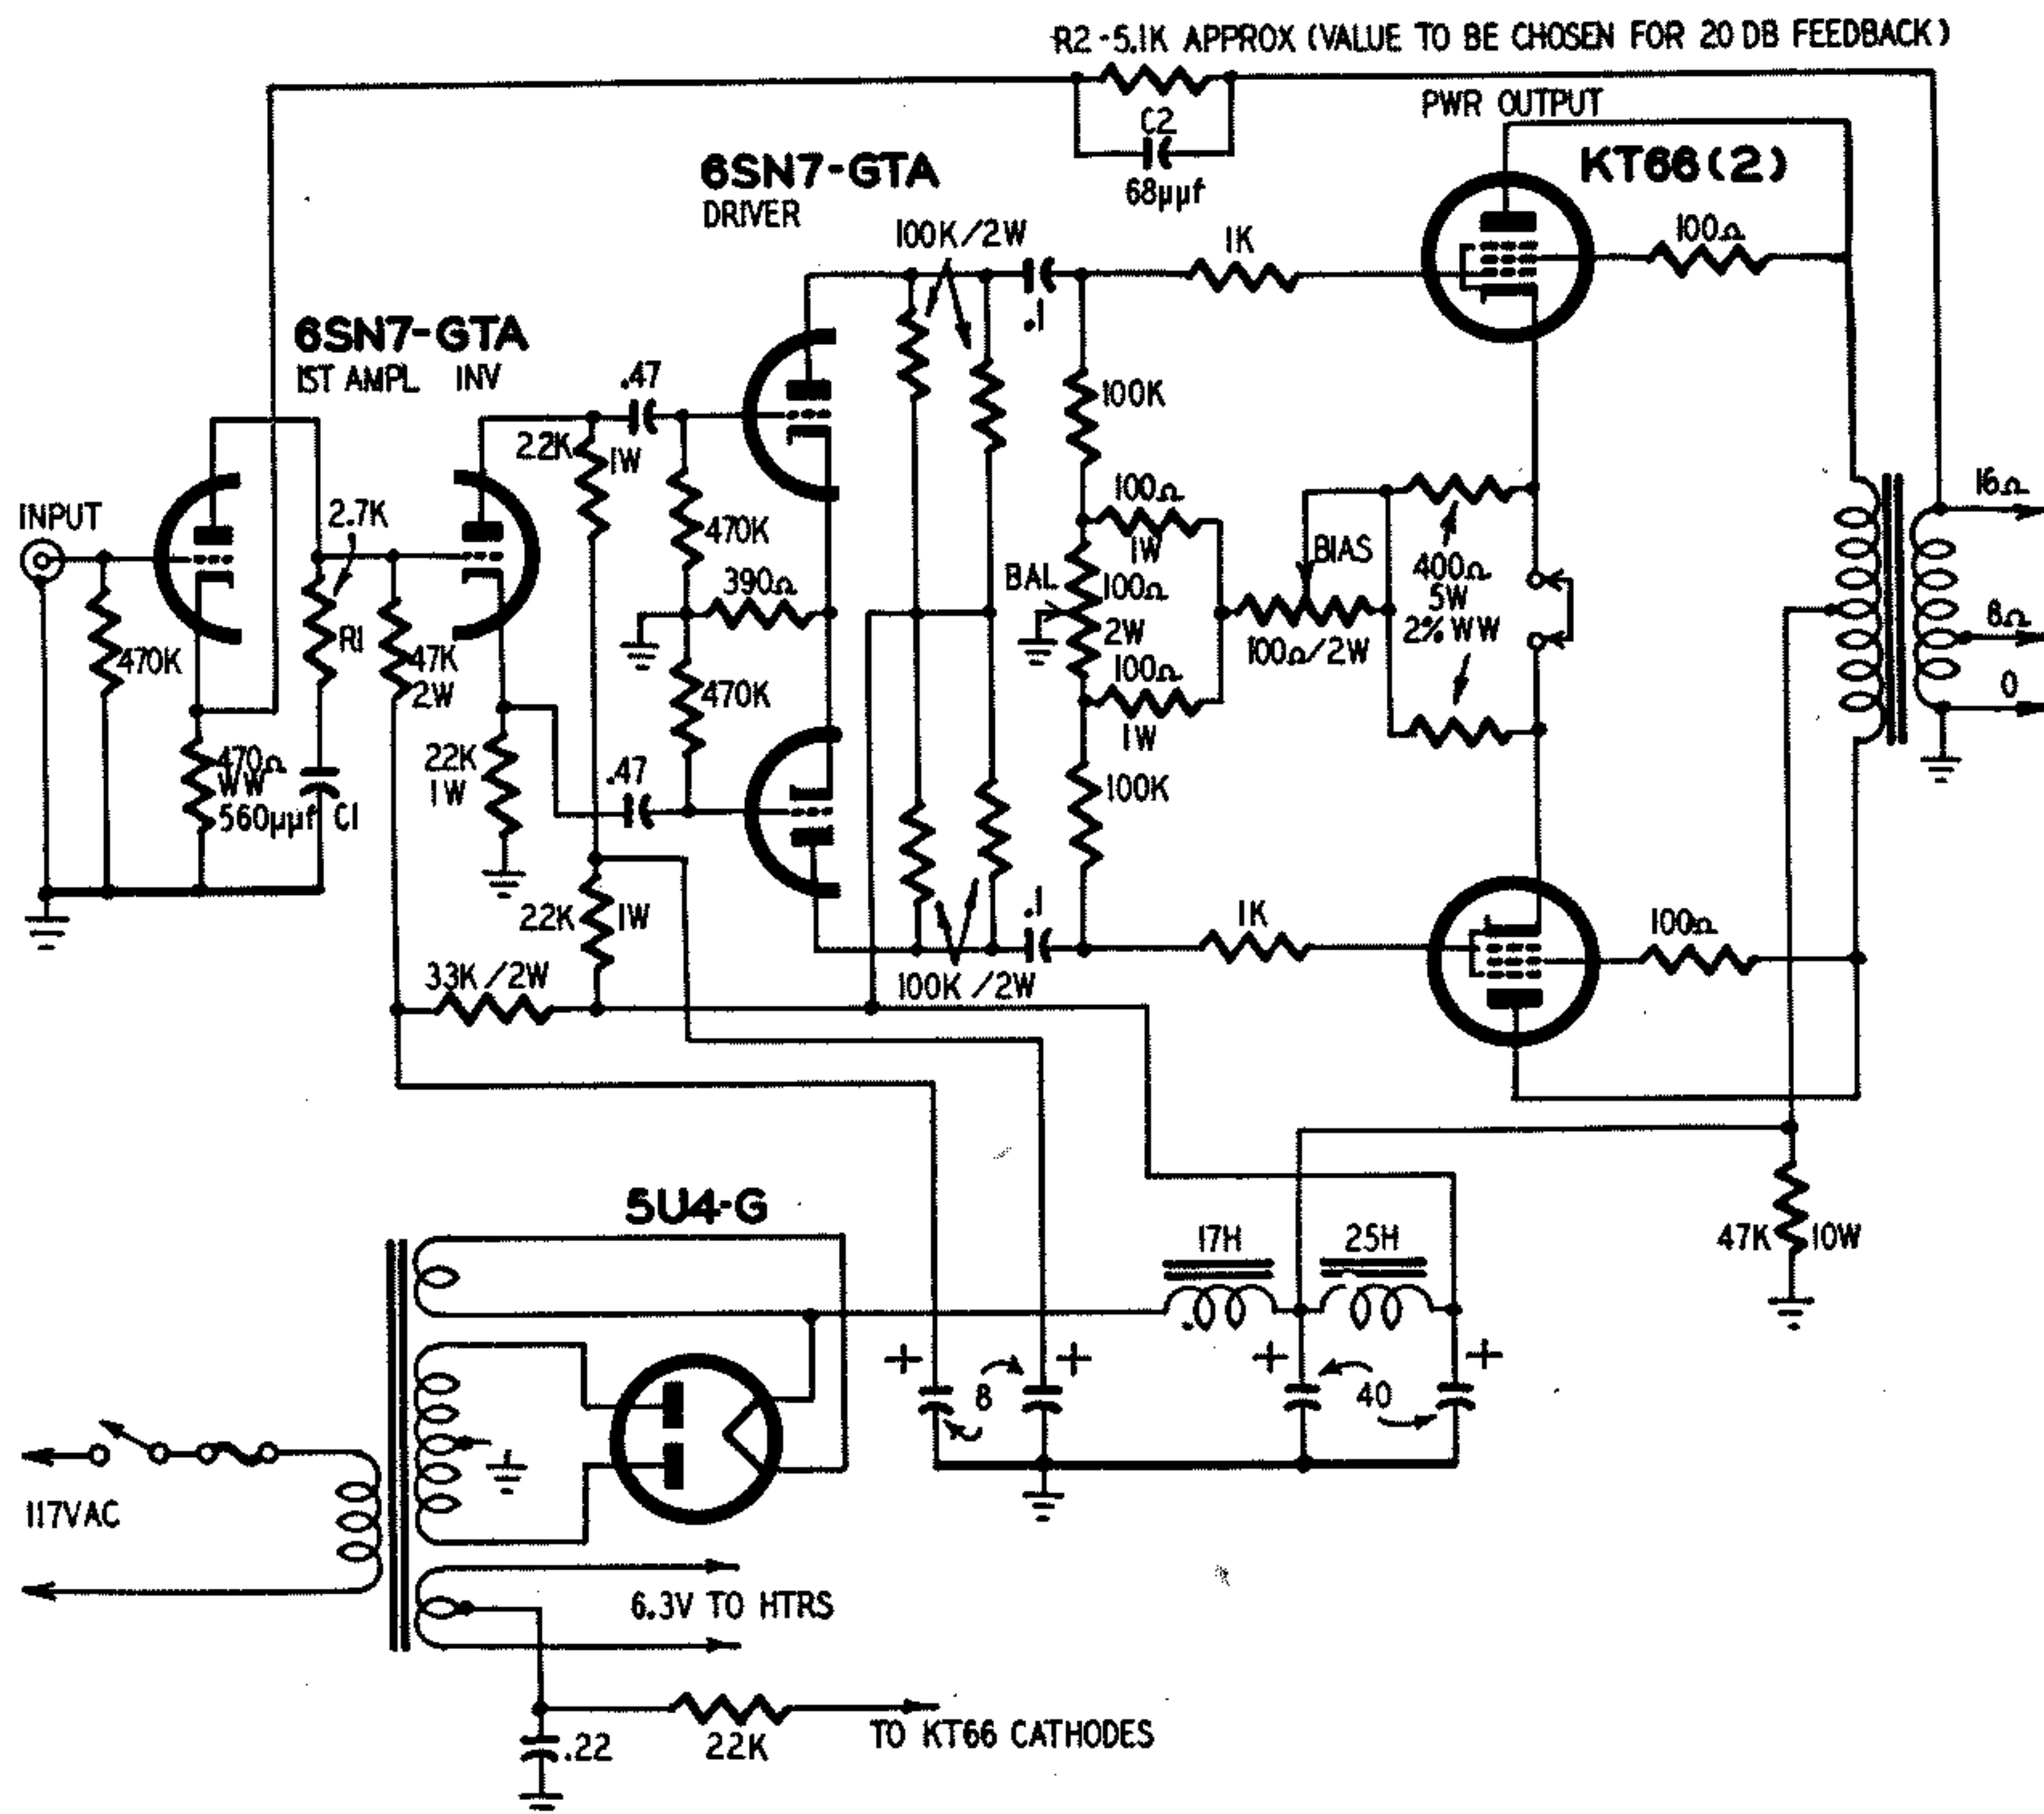 R2-5.1K APPROX (VALUE TO BE CHOSEN FOR 20 DB FEEDBACK)
PWR OUTPUT
C2
68µµf
6SN7-GTA
DRIVER
KT66(2)
100K/2W
1K
100Ω
.1
6SN7-GTA
1ST AMPL INV
.47
100K
22K
1W
INPUT
2.7K
470K
100Ω
1W
BIAS
400Ω
5W
2% WW
16Ω
390Ω
BAL
100Ω
2W
8Ω
R1
470K
47K
2W
100Ω/2W
100Ω
1W
470K
0
470Ω
WW
560µµf C1
22K
1W
.47
100K
22K
1W
.1
1K
100Ω
33K/2W
100K/2W
5U4-G
17H
25H
47K
10W
+
8
+
+
40
+
117VAC
6.3V TO HTRS
.22
22K
TO KT66 CATHODES